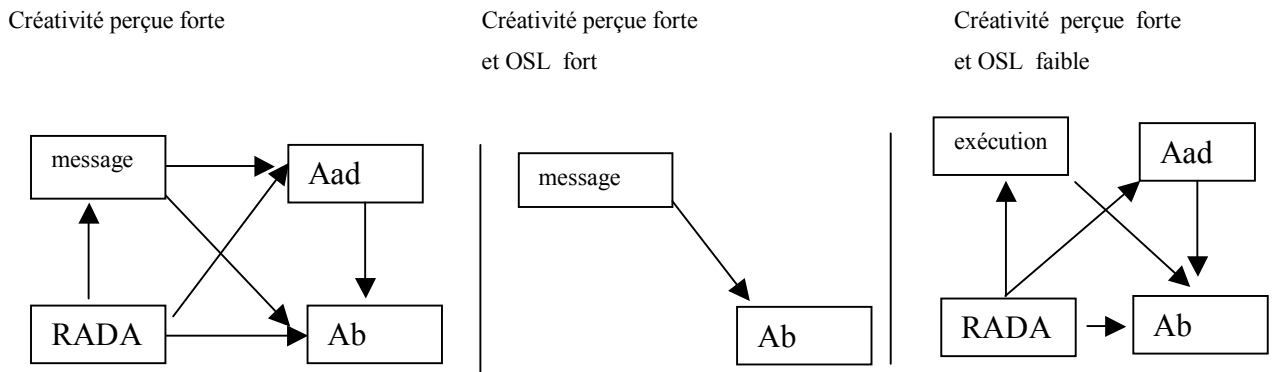 Créativité perçue forte
Créativité perçue forte
et OSL fort
Créativité perçue forte
et OSL faible
message
Aad
RADA
Ab
message
Ab
exécution
Aad
RADA
Ab